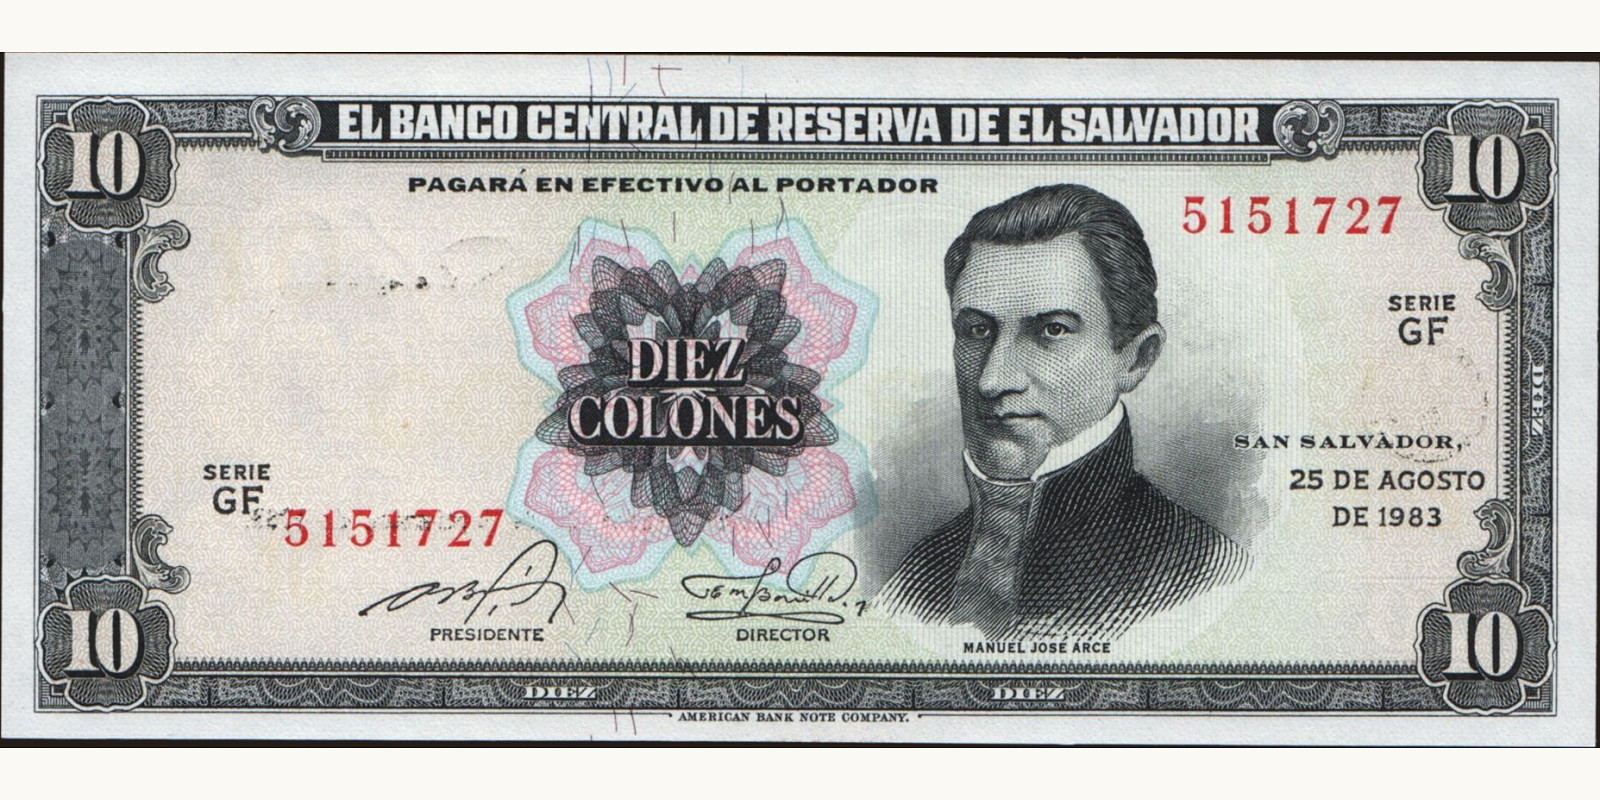 10
EL BANCO CENTRAL DE RESERVA DE EL SALVADOR
10
PAGARÁ EN EFECTIVO AL PORTADOR
5151727
SERIE
GF
DIEZ
COLONES
DIEZ
SAN SALVADOR,
25 DE AGOSTO
DE 1983
SERIE
GF
5151727
PRESIDENTE
DIRECTOR
MANUEL JOSÉ ARCE
10
DIEZ
DIEZ
10
AMERICAN BANK NOTE COMPANY.